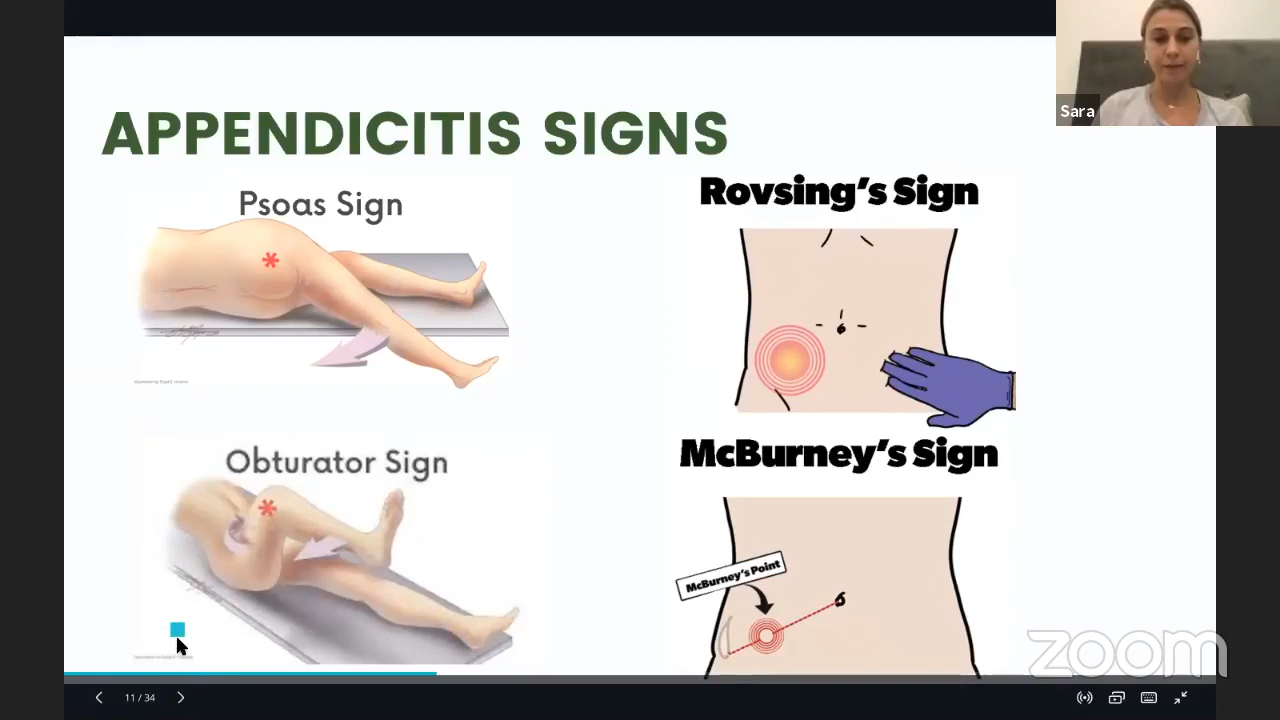 Sara
APPENDICITIS SIGNS
Psoas Sign
Rovsing's Sign
Obturator Sign
McBurney's Sign
McBurney's Point
zoom
11 / 34